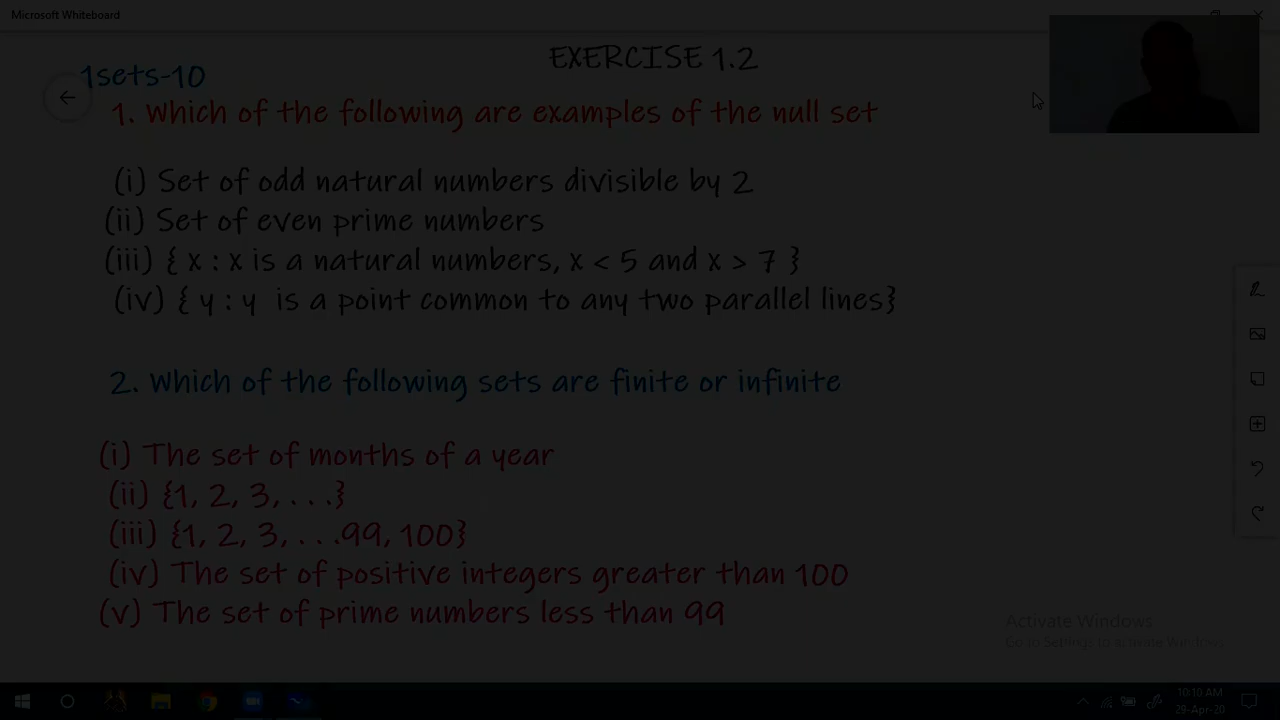 Microsoft Whiteboard
EXERCISE 1.2
1sets-10
1. Which of the following are examples of the null set
(i) Set of odd natural numbers divisible by 2
(ii) Set of even prime numbers
(iii) { x : x is a natural numbers, x < 5 and x > 7 }
(iv) { y : y is a point common to any two parallel lines}
2. Which of the following sets are finite or infinite
(i) The set of months of a year
(ii) {1, 2, 3, . . .}
(iii) {1, 2, 3, . . .99, 100}
(iv) The set of positive integers greater than 100
(v) The set of prime numbers less than 99
Activate Windows
Go to Settings to activate Windows.
10:10 AM
29-Apr-20